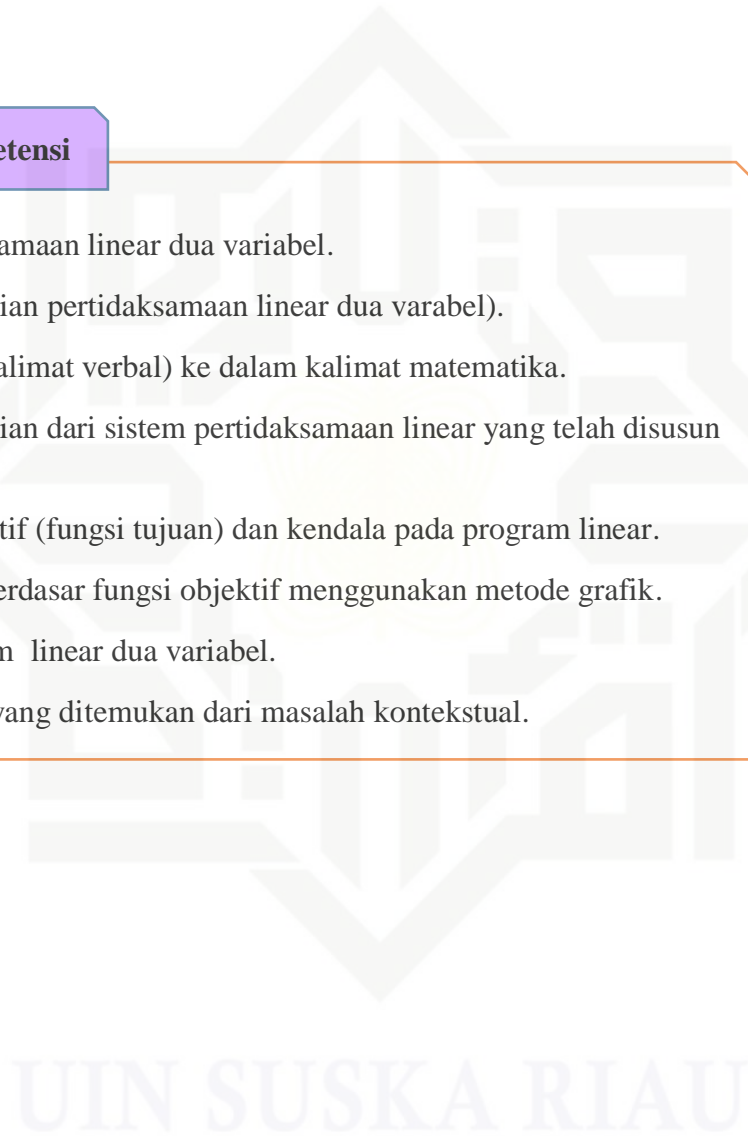 etensi
amaan linear dua variabel.
ian pertidaksamaan linear dua varabel).
alimat verbal) ke dalam kalimat matematika.
ian dari sistem pertidaksamaan linear yang telah disusun
tif (fungsi tujuan) dan kendala pada program linear.
erdasar fungsi objektif menggunakan metode grafik.
m linear dua variabel.
yang ditemukan dari masalah kontekstual.
UIN SUSKA RIAU